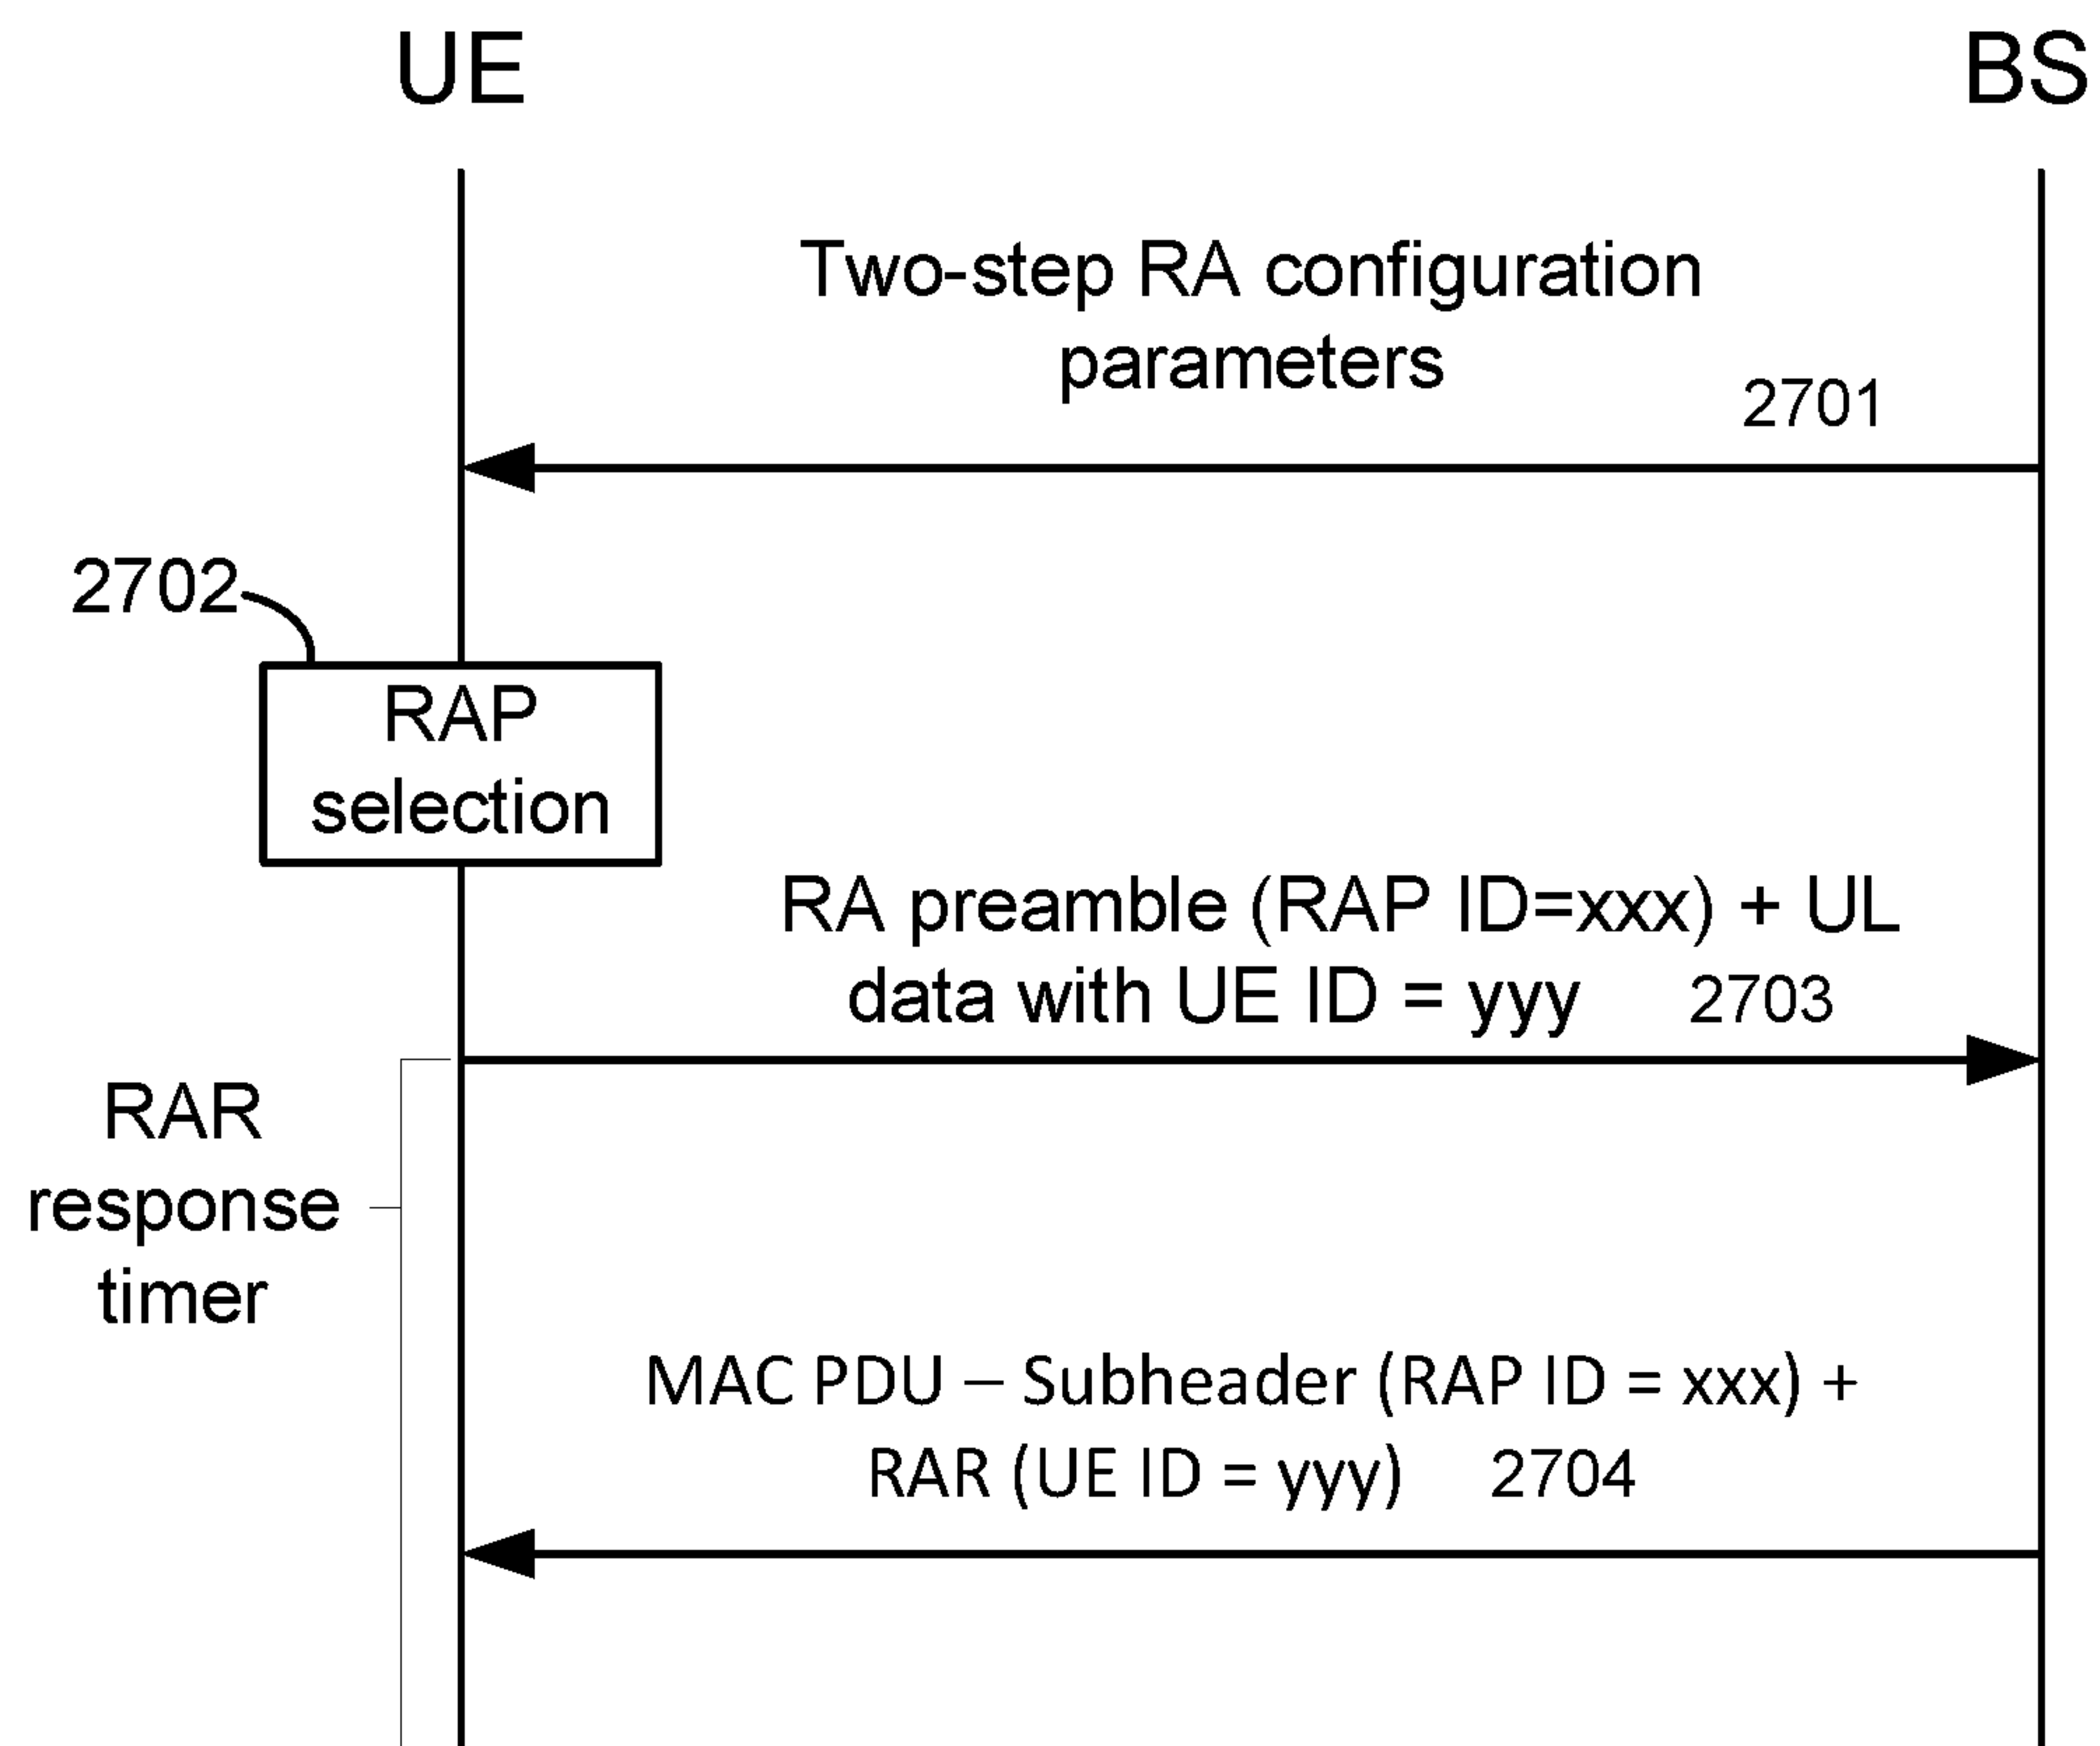 UE
BS
Two-step RA configuration
parameters
2701
2702
RAP
selection
RA preamble (RAP ID=xxx) + UL
data with UE ID = yyy 2703
RAR
response
timer
MAC PDU – Subheader (RAP ID = xxx) +
RAR (UE ID = yyy) 2704